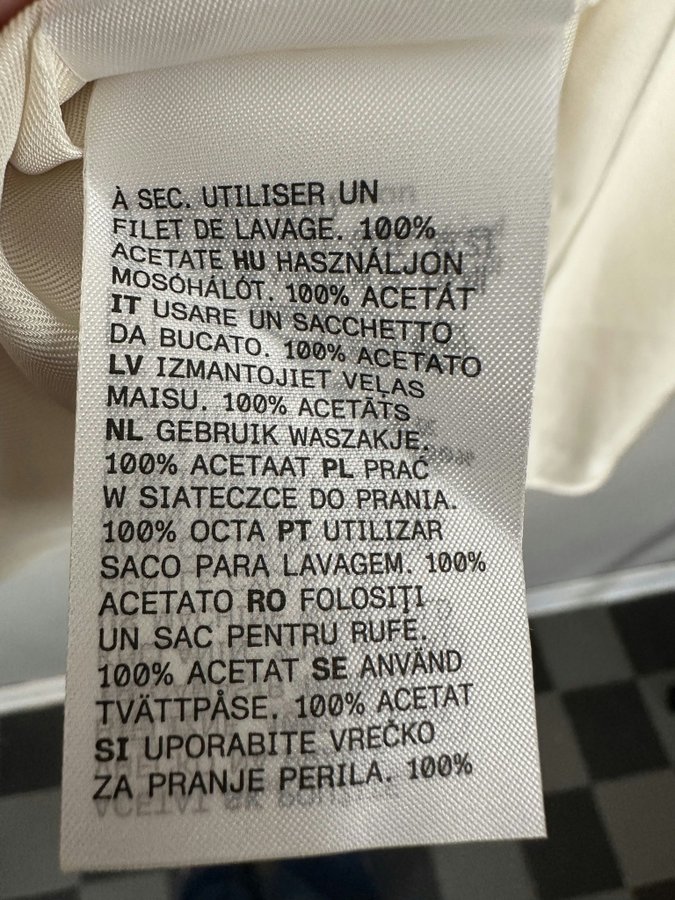 À SEC. UTILISER UN
FILET DE LAVAGE. 100%
ACETATE HU HASZNÁLJON
MOSÓHÁLÓT. 100% ACETÁT
IT USARE UN SACCHETTO
DA BUCATO. 100% ACETATO
LV IZMANTOJIET VEĻAS
MAISU. 100% ACETĀTS
NL GEBRUIK WASZAKJE.
100% ACETAAT PL PRAĆ
W SIATECZCE DO PRANIA.
100% OCTA PT UTILIZAR
SACO PARA LAVAGEM. 100%
ACETATO RO FOLOSIȚI
UN SAC PENTRU RUFE.
100% ACETAT SE ANVÄND
TVÄTTPÅSE. 100% ACETAT
SI UPORABITE VREČKO
ZA PRANJE PERILA. 100%